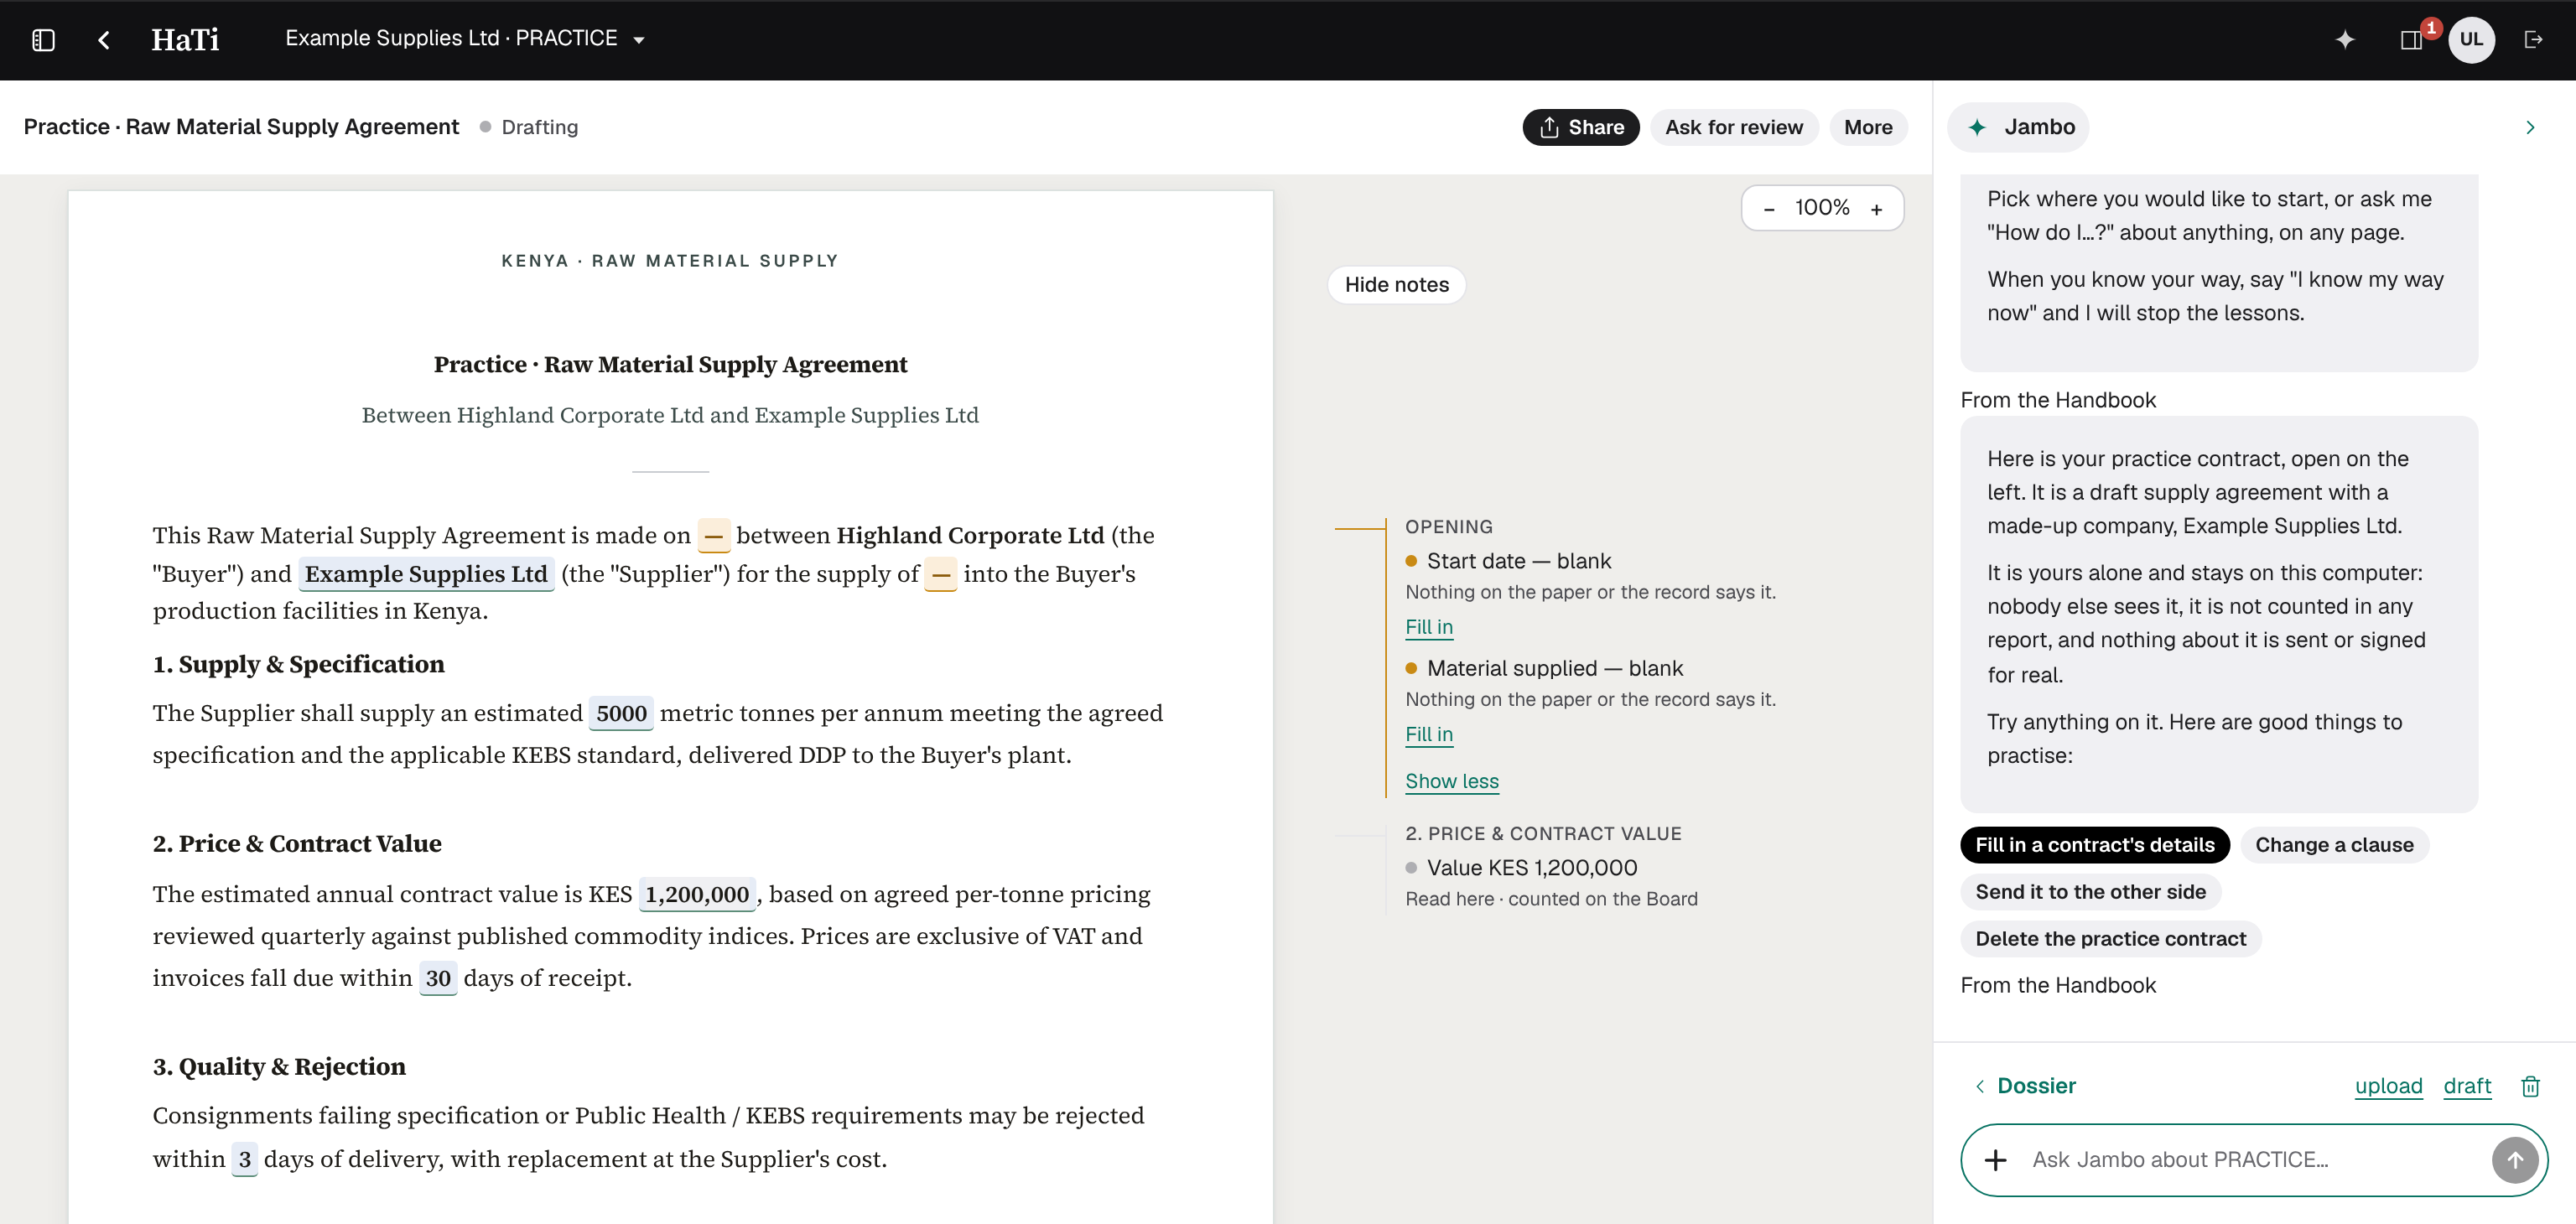 HaTi
Example Supplies Ltd · PRACTICE
1
UL
Practice · Raw Material Supply Agreement
Drafting
Share
Ask for review
More
KENYA · RAW MATERIAL SUPPLY
Practice · Raw Material Supply Agreement
Between Highland Corporate Ltd and Example Supplies Ltd
This Raw Material Supply Agreement is made on — between Highland Corporate Ltd (the
"Buyer") and Example Supplies Ltd (the "Supplier") for the supply of — into the Buyer's
production facilities in Kenya.
1. Supply & Specification
The Supplier shall supply an estimated 5000 metric tonnes per annum meeting the agreed
specification and the applicable KEBS standard, delivered DDP to the Buyer's plant.
2. Price & Contract Value
The estimated annual contract value is KES 1,200,000, based on agreed per-tonne pricing
reviewed quarterly against published commodity indices. Prices are exclusive of VAT and
invoices fall due within 30 days of receipt.
3. Quality & Rejection
Consignments failing specification or Public Health / KEBS requirements may be rejected
within 3 days of delivery, with replacement at the Supplier's cost.
− 100% +
Hide notes
OPENING
Start date — blank
Nothing on the paper or the record says it.
Fill in
Material supplied — blank
Nothing on the paper or the record says it.
Fill in
Show less
2. PRICE & CONTRACT VALUE
Value KES 1,200,000
Read here · counted on the Board
Jambo
Pick where you would like to start, or ask me
"How do I…?" about anything, on any page.
When you know your way, say "I know my way
now" and I will stop the lessons.
From the Handbook
Here is your practice contract, open on the
left. It is a draft supply agreement with a
made-up company, Example Supplies Ltd.
It is yours alone and stays on this computer:
nobody else sees it, it is not counted in any
report, and nothing about it is sent or signed
for real.
Try anything on it. Here are good things to
practise:
Fill in a contract's details
Change a clause
Send it to the other side
Delete the practice contract
From the Handbook
Dossier
upload
draft
Ask Jambo about PRACTICE…